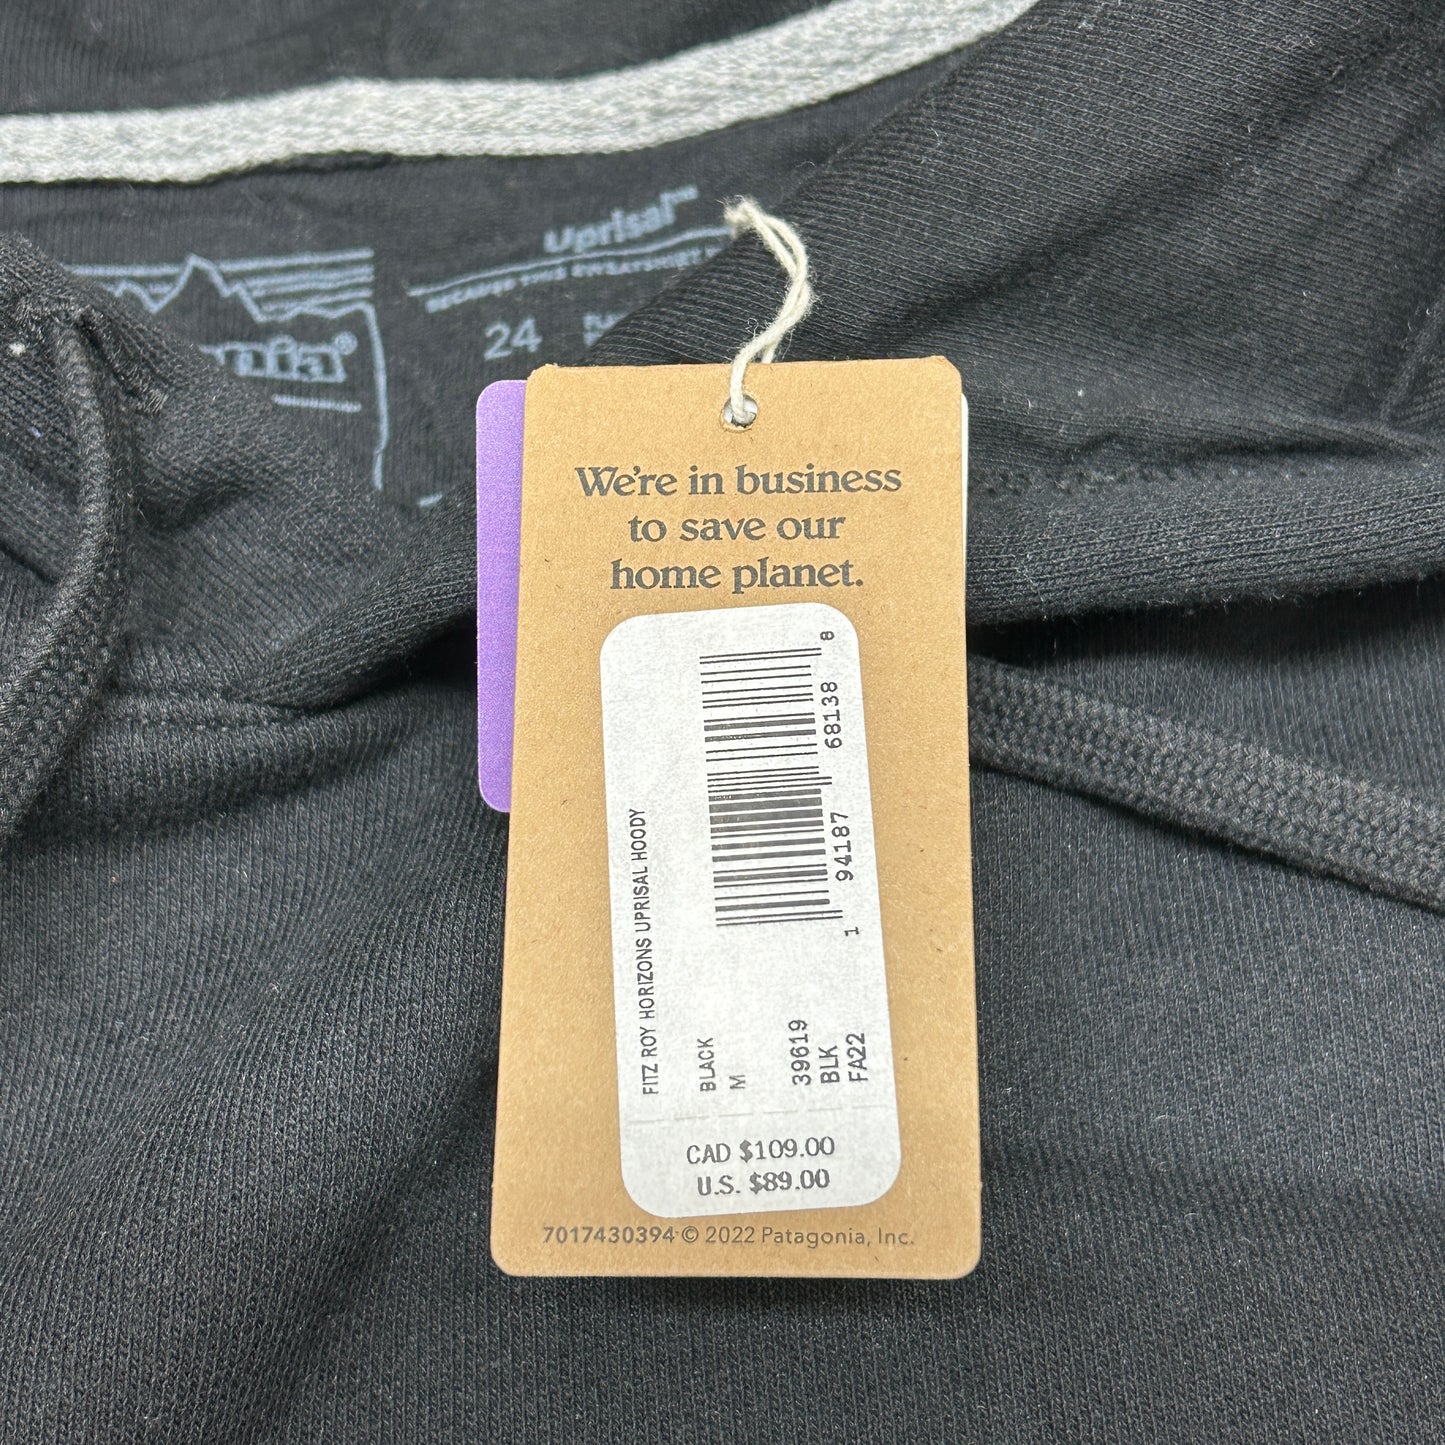 Uprisal™
24
We're in business
to save our
home planet.
8
68138
94187
1
FITZ ROY HORIZONS UPRISAL HOODY
BLACK
M
39619
BLK
FA22
CAD $109.00
U.S. $89.00
7017430394 © 2022 Patagonia, Inc.